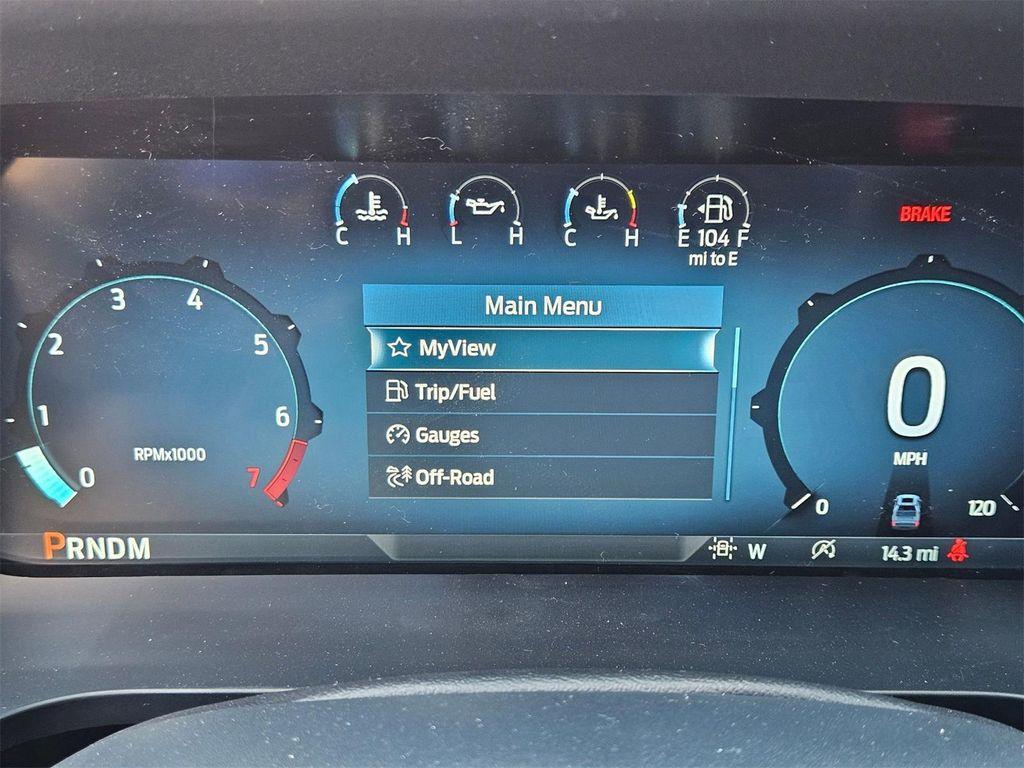 C H
L H
C H
E 104 F
mi to E
BRAKE
Main Menu
MyView
Trip/Fuel
Gauges
Off-Road
0
1
2
3
4
5
6
7
RPMx1000
0
MPH
0
120
PRNDM
W
14.3 mi